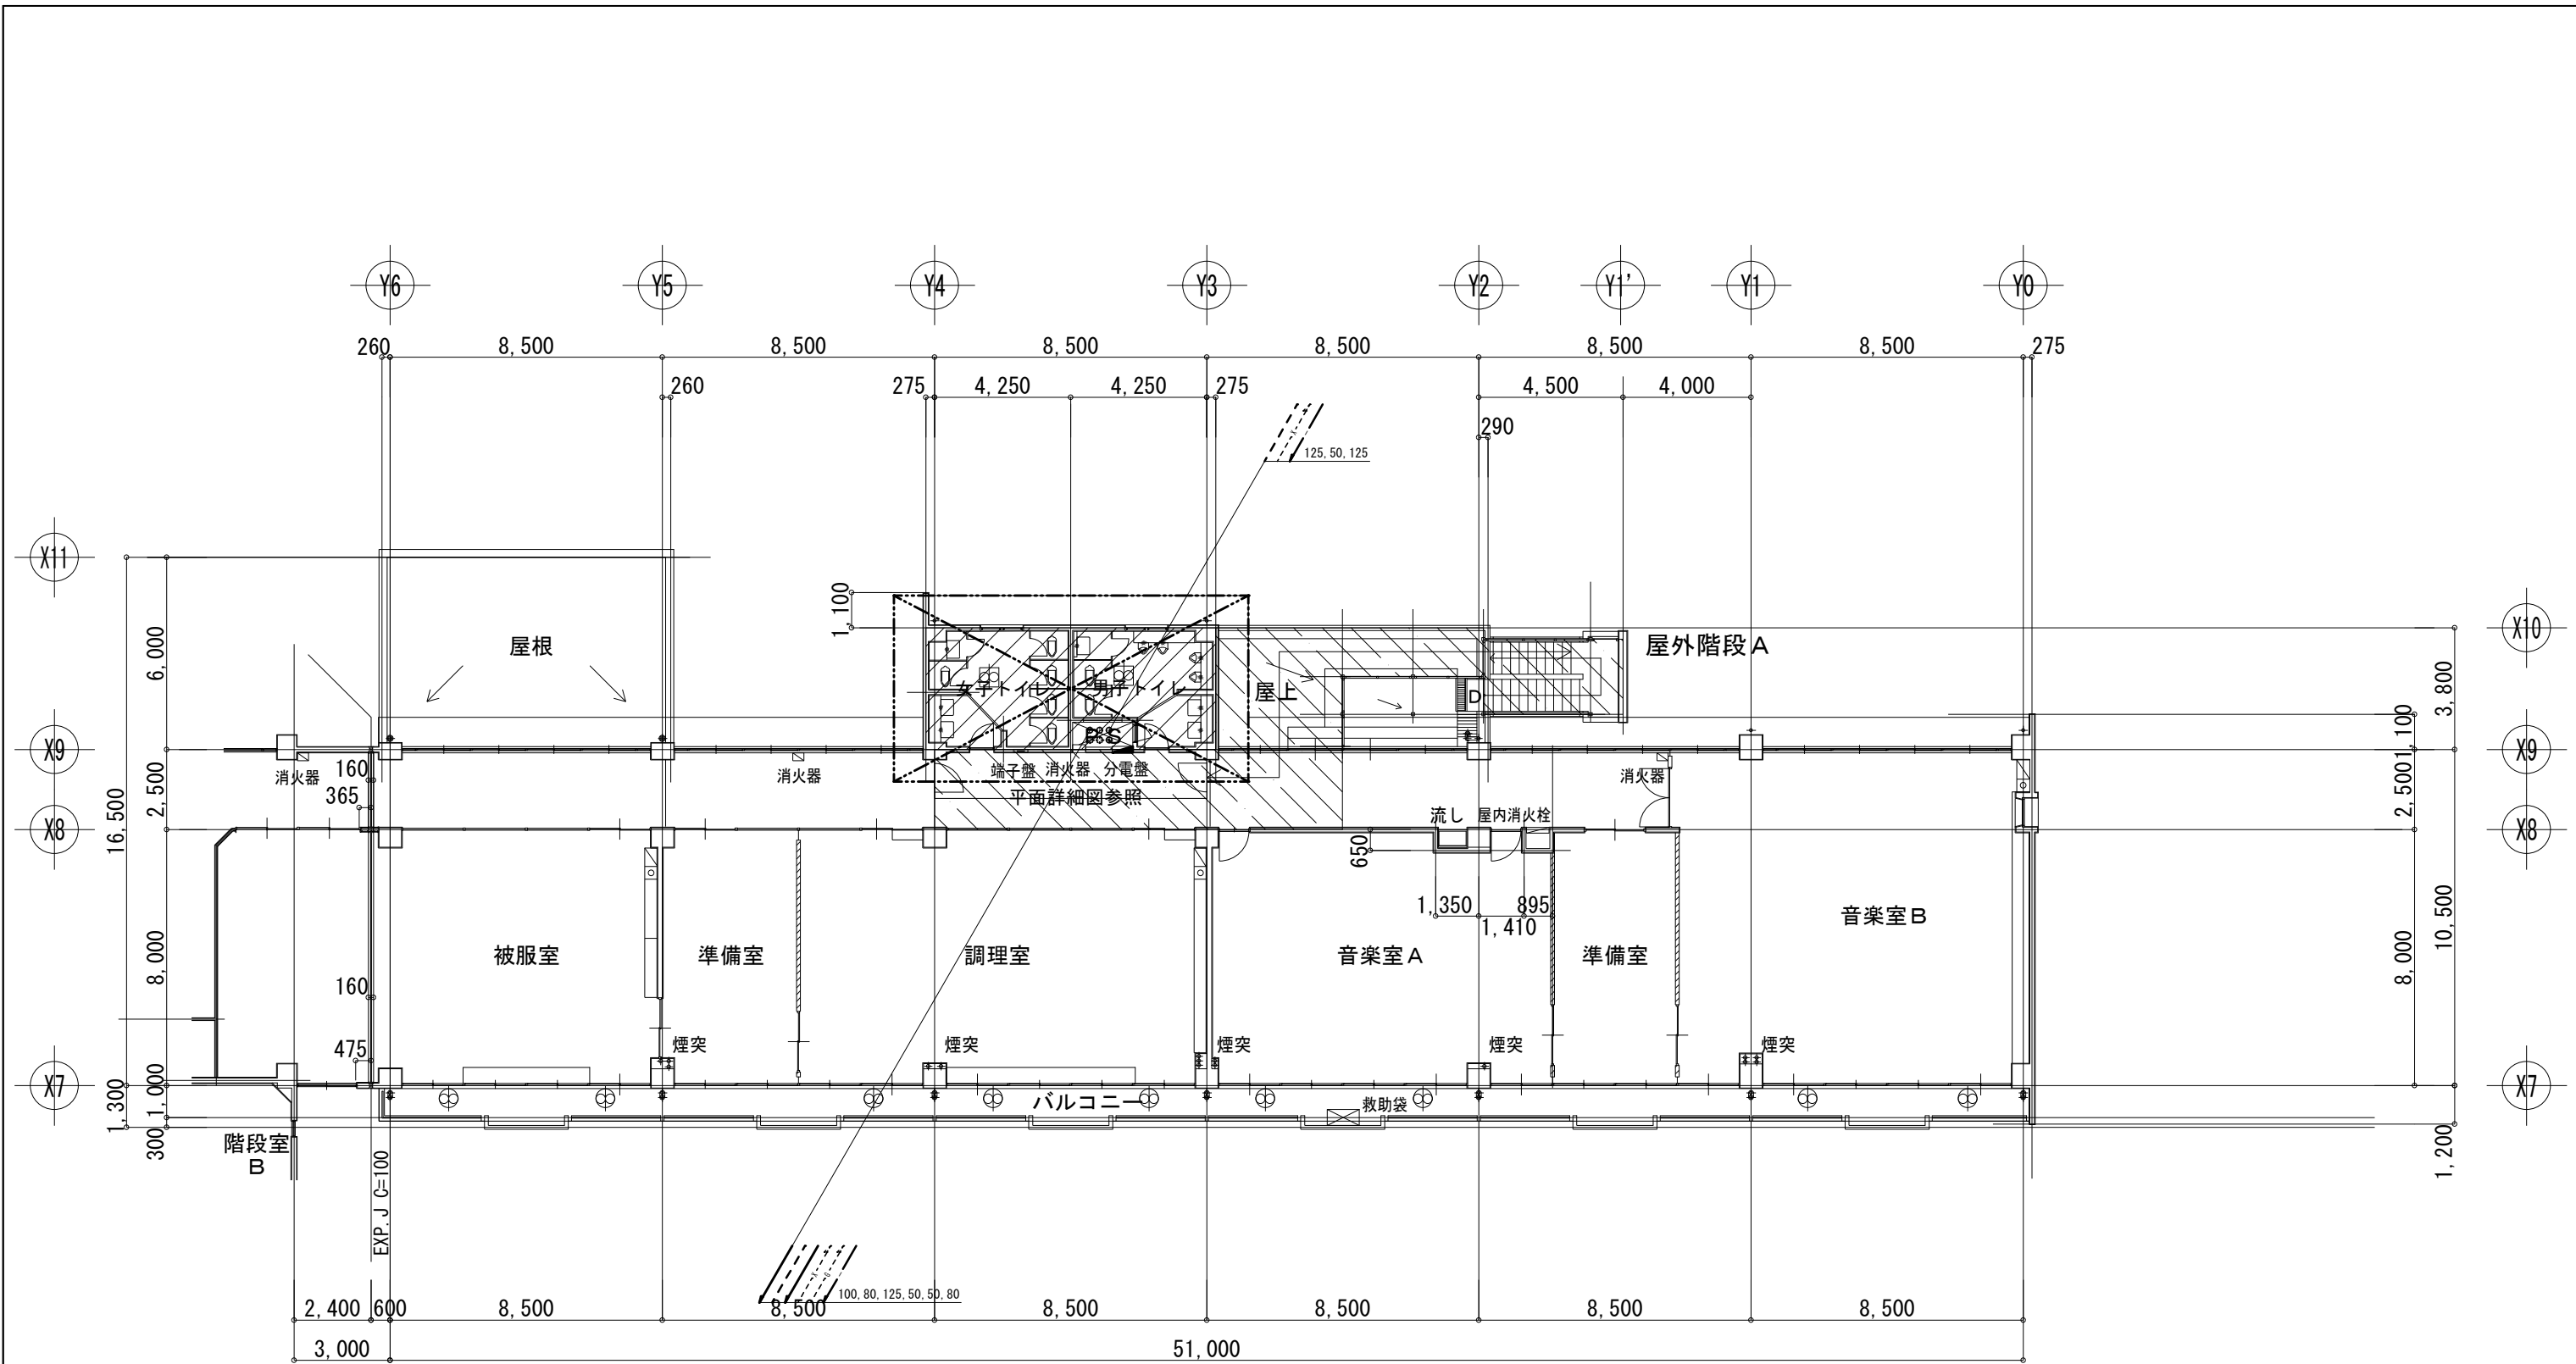 Y6 Y5 Y4 Y3 Y2 Y1' Y1 Y0
260 8,500 8,500 8,500 8,500 8,500 8,500 275
260 275 4,250 4,250 275 4,500 4,000
290
125,50,125
X11
1,100
X10
6,000
屋根
屋外階段A
女子トイレ 男子トイレ 屋上 D
3,800
1,100
PS
X9 X9
消火器 160 消火器 端子盤 消火器 分電盤 消火器
365 平面詳細図参照
2,500 2,500
16,500
流し 屋内消火栓
X8 X8
650
1,350 895
1,410
音楽室B
10,500
8,000 8,000
被服室 準備室 調理室 音楽室A 準備室
160
475 煙突 煙突 煙突 煙突 煙突
X7 X7
1,300
1,000
バルコニー 救助袋
300
階段室
B
1,200
EXP.J C=100
100,80,125,50,50,80
2,400 600 8,500 8,500 8,500 8,500 8,500 8,500
3,000 51,000